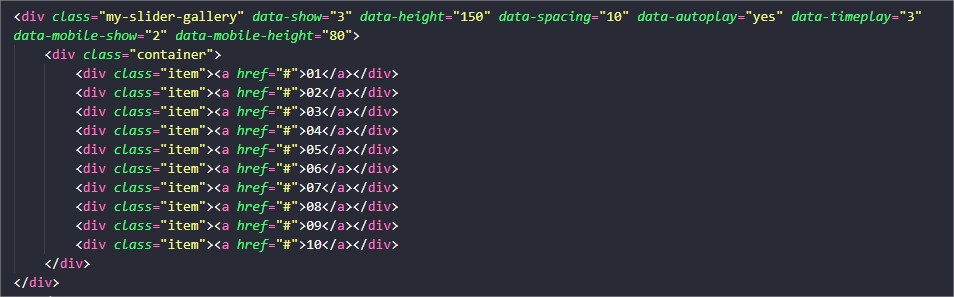 <div class="my-slider-gallery" data-show="3" data-height="150" data-spacing="10" data-autoplay="yes" data-timeplay="3"
data-mobile-show="2" data-mobile-height="80">
<div class="container">
<div class="item"><a href="#">01</a></div>
<div class="item"><a href="#">02</a></div>
<div class="item"><a href="#">03</a></div>
<div class="item"><a href="#">04</a></div>
<div class="item"><a href="#">05</a></div>
<div class="item"><a href="#">06</a></div>
<div class="item"><a href="#">07</a></div>
<div class="item"><a href="#">08</a></div>
<div class="item"><a href="#">09</a></div>
<div class="item"><a href="#">10</a></div>
</div>
</div>